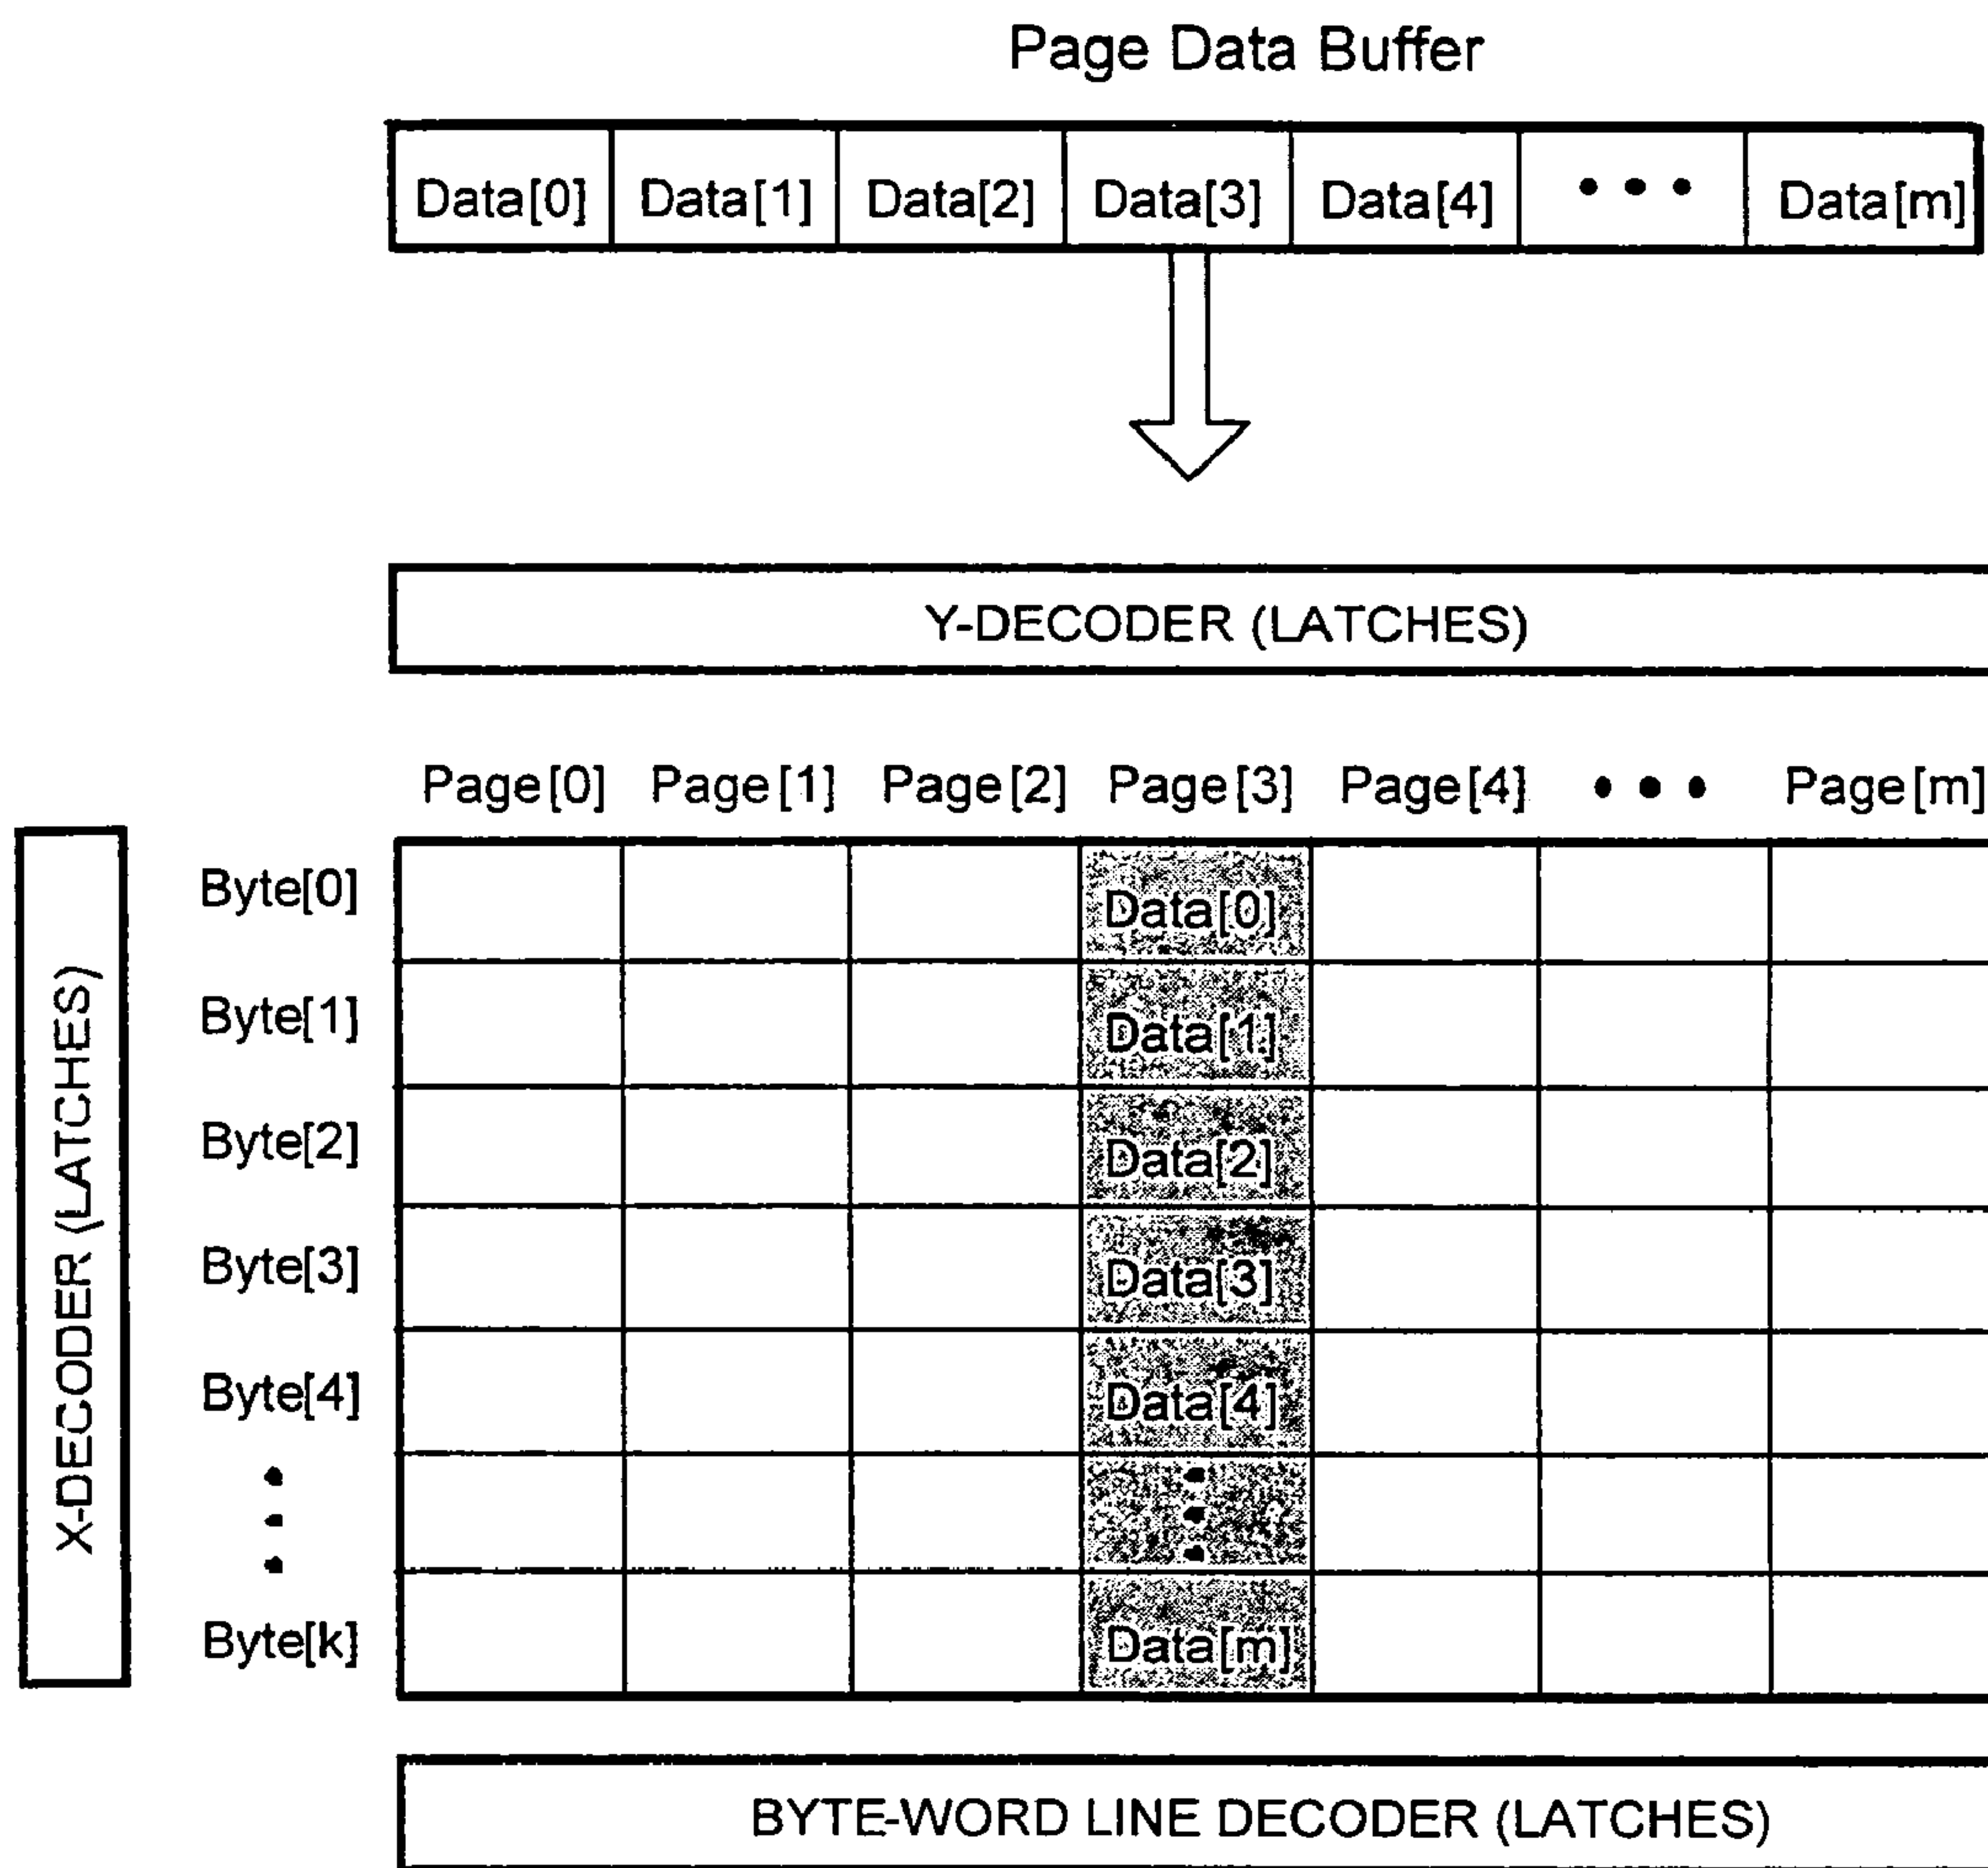 Page Data Buffer
Data[0] Data[1] Data[2] Data[3] Data[4] • • • Data[m]
Y-DECODER (LATCHES)
Page[0] Page[1] Page[2] Page[3] Page[4] • • • Page[m]
X-DECODER (LATCHES)
Byte[0] Data[0]
Byte[1] Data[1]
Byte[2] Data[2]
Byte[3] Data[3]
Byte[4] Data[4]
Byte[k] Data[m]
BYTE-WORD LINE DECODER (LATCHES)